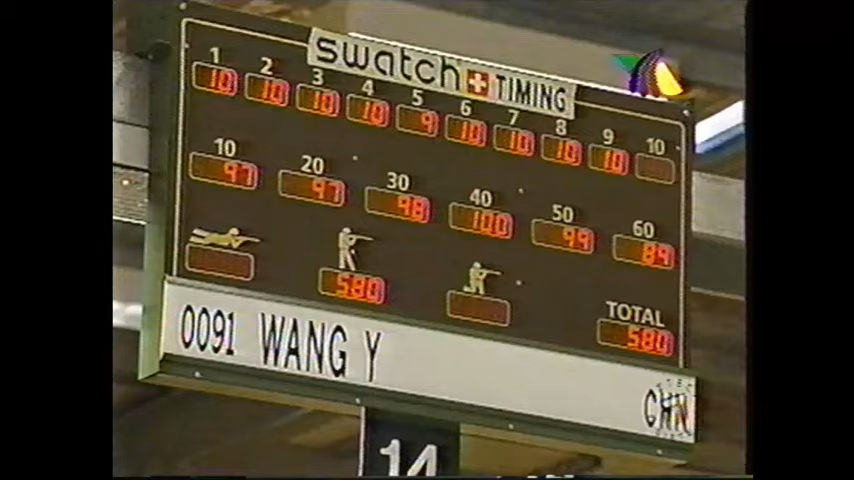 swatch TIMING
1 2 3 4 5 6 7 8 9 10
10 10 10 10 9 10 10 10 10
10 20 30 40 50 60
97 97 98 100 99 89
580
TOTAL
580
0091 WANG Y CHN
14